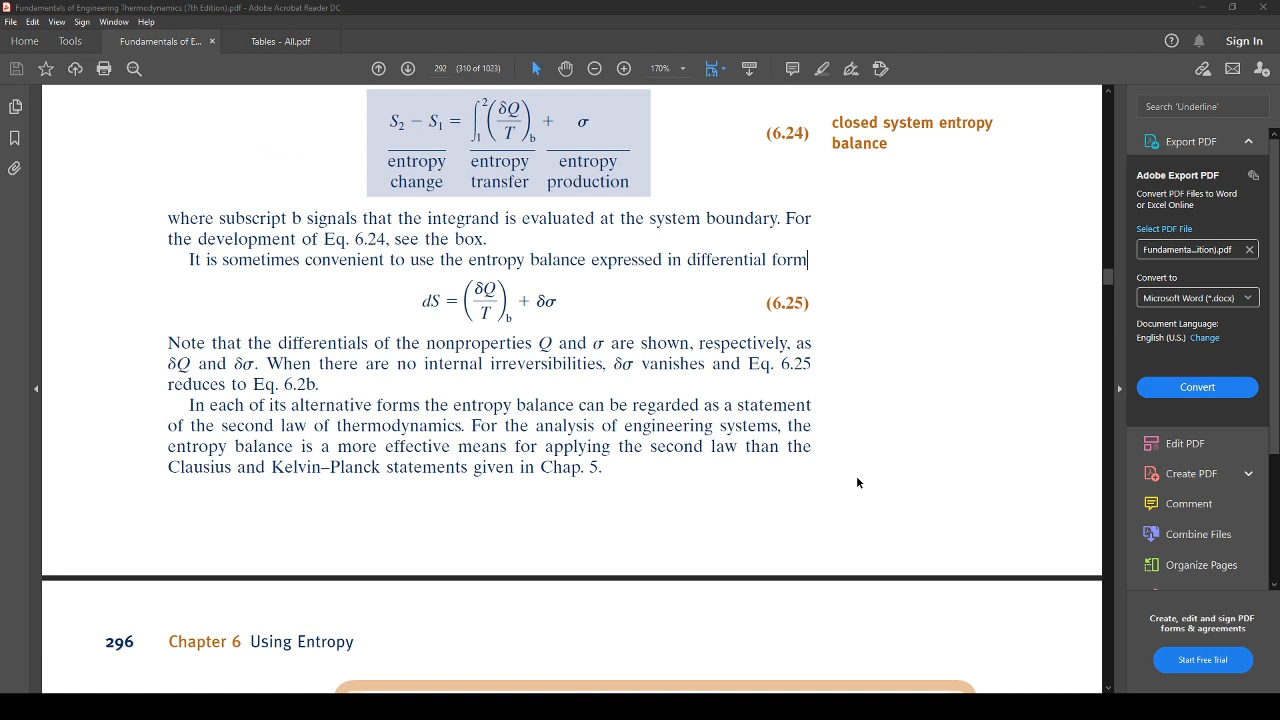 Fundamentals of Engineering Thermodynamics (7th Edition).pdf - Adobe Acrobat Reader DC
File Edit View Sign Window Help
Home Tools Fundamentals of E... × Tables - All.pdf Sign In
292 (310 of 1023) 170%
S₂ − S₁ = ∫₁² (δQ/T)b + σ
entropy change entropy transfer entropy production
(6.24)
closed system entropy
balance
where subscript b signals that the integrand is evaluated at the system boundary. For
the development of Eq. 6.24, see the box.
It is sometimes convenient to use the entropy balance expressed in differential form
dS = (δQ/T)b + δσ (6.25)
Note that the differentials of the nonproperties Q and σ are shown, respectively, as
δQ and δσ. When there are no internal irreversibilities, δσ vanishes and Eq. 6.25
reduces to Eq. 6.2b.
In each of its alternative forms the entropy balance can be regarded as a statement
of the second law of thermodynamics. For the analysis of engineering systems, the
entropy balance is a more effective means for applying the second law than the
Clausius and Kelvin–Planck statements given in Chap. 5.
296 Chapter 6 Using Entropy
Search 'Underline'
Export PDF
Adobe Export PDF
Convert PDF Files to Word
or Excel Online
Select PDF File
Fundamenta...ition).pdf ×
Convert to
Microsoft Word (*.docx)
Document Language:
English (U.S.) Change
Convert
Edit PDF
Create PDF
Comment
Combine Files
Organize Pages
Create, edit and sign PDF
forms & agreements
Start Free Trial